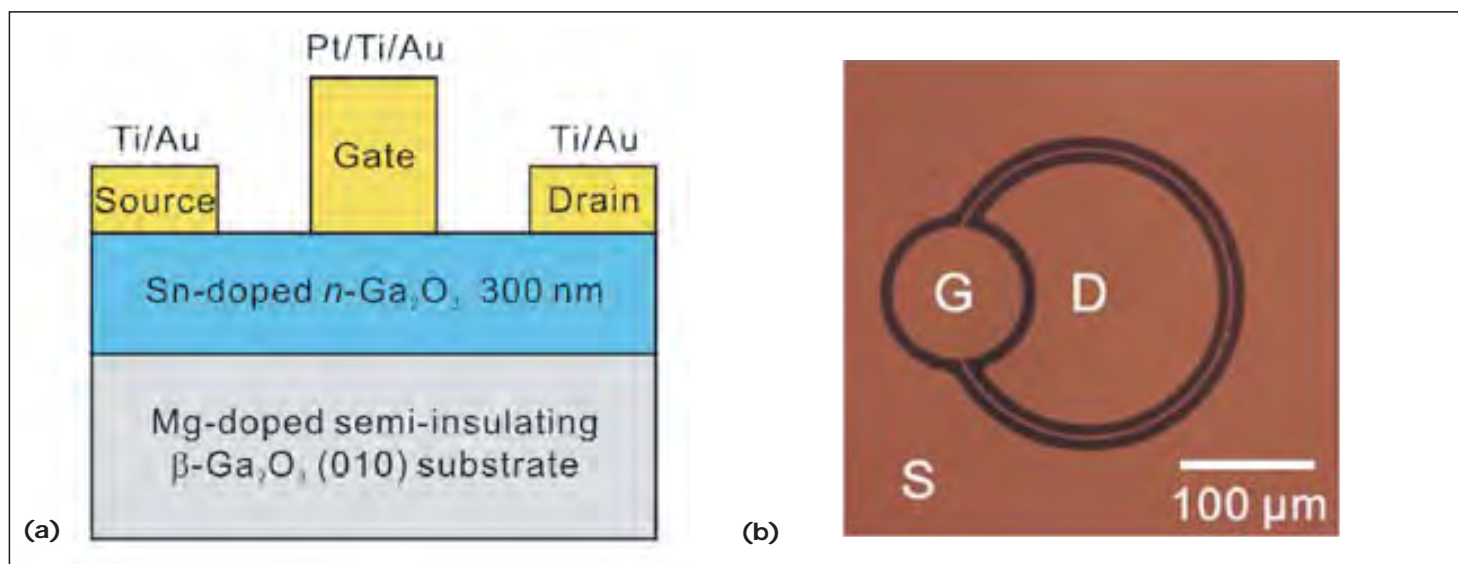 Pt/Ti/Au
Ti/Au
Ti/Au
Gate
Source
Drain
Sn-doped n-Ga₂O₃ 300 nm
Mg-doped semi-insulating
β-Ga₂O₃ (010) substrate
(a)
G
D
S
100 µm
(b)